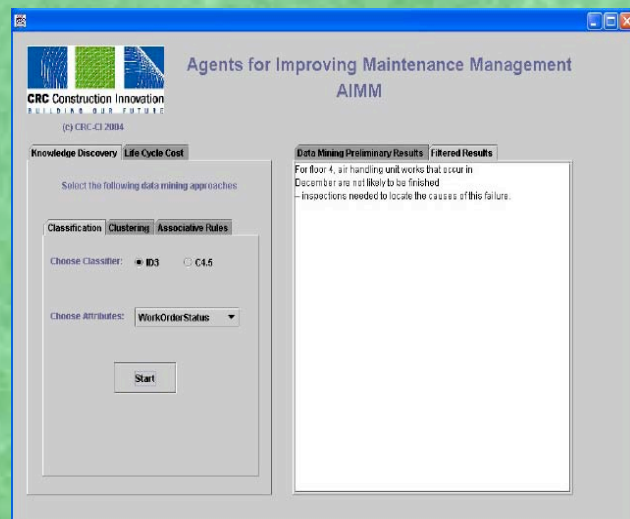 Agents for Improving Maintenance Management
AIMM
CRC Construction Innovation
BUILDING OUR FUTURE
(c) CRC-CI 2004
Knowledge Discovery Life Cycle Cost
Select the following data mining approaches
Classification Clustering Associative Rules
Choose Classifier: ID3 C4.5
Choose Attributes: WorkOrderStatus
Start
Data Mining Preliminary Results Filtered Results
For floor 4, air handling unit works that occur in
December are not likely to be finished
-- inspections needed to locate the causes of this failure.